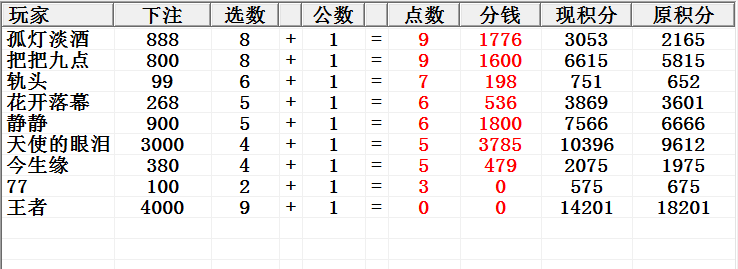 玩家 下注 选数 公数 点数 分钱 现积分 原积分
孤灯淡酒 888 8 + 1 = 9 1776 3053 2165
把把九点 800 8 + 1 = 9 1600 6615 5815
轨头 99 6 + 1 = 7 198 751 652
花开落幕 268 5 + 1 = 6 536 3869 3601
静静 900 5 + 1 = 6 1800 7566 6666
天使的眼泪 3000 4 + 1 = 5 3785 10396 9612
今生缘 380 4 + 1 = 5 479 2075 1975
77 100 2 + 1 = 3 0 575 675
王者 4000 9 + 1 = 0 0 14201 18201